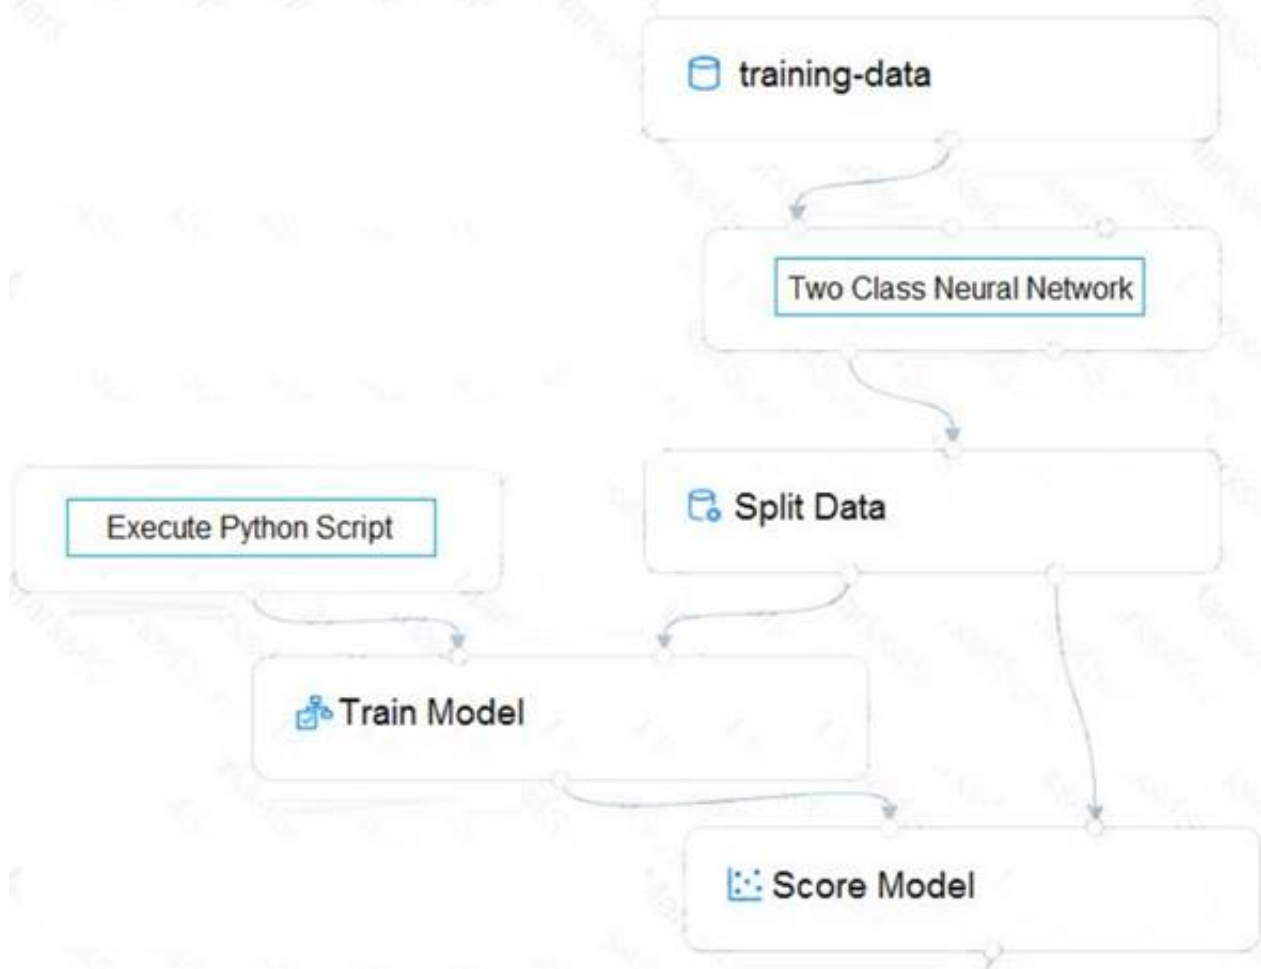 training-data
Two Class Neural Network
Split Data
Execute Python Script
Train Model
Score Model